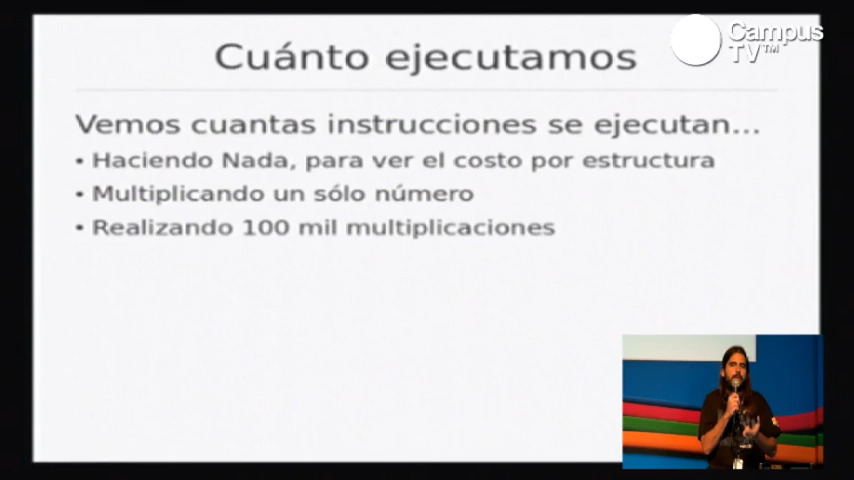 Cuánto ejecutamos
Campus
TV™
Vemos cuantas instrucciones se ejecutan...
• Haciendo Nada, para ver el costo por estructura
• Multiplicando un sólo número
• Realizando 100 mil multiplicaciones